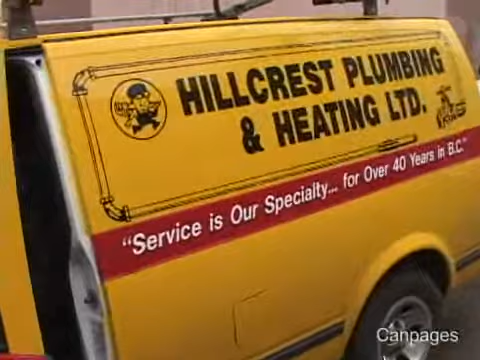 HILLCREST PLUMBING
& HEATING LTD.
"Service is Our Specialty... for Over 40 Years in B.C."
Canpages